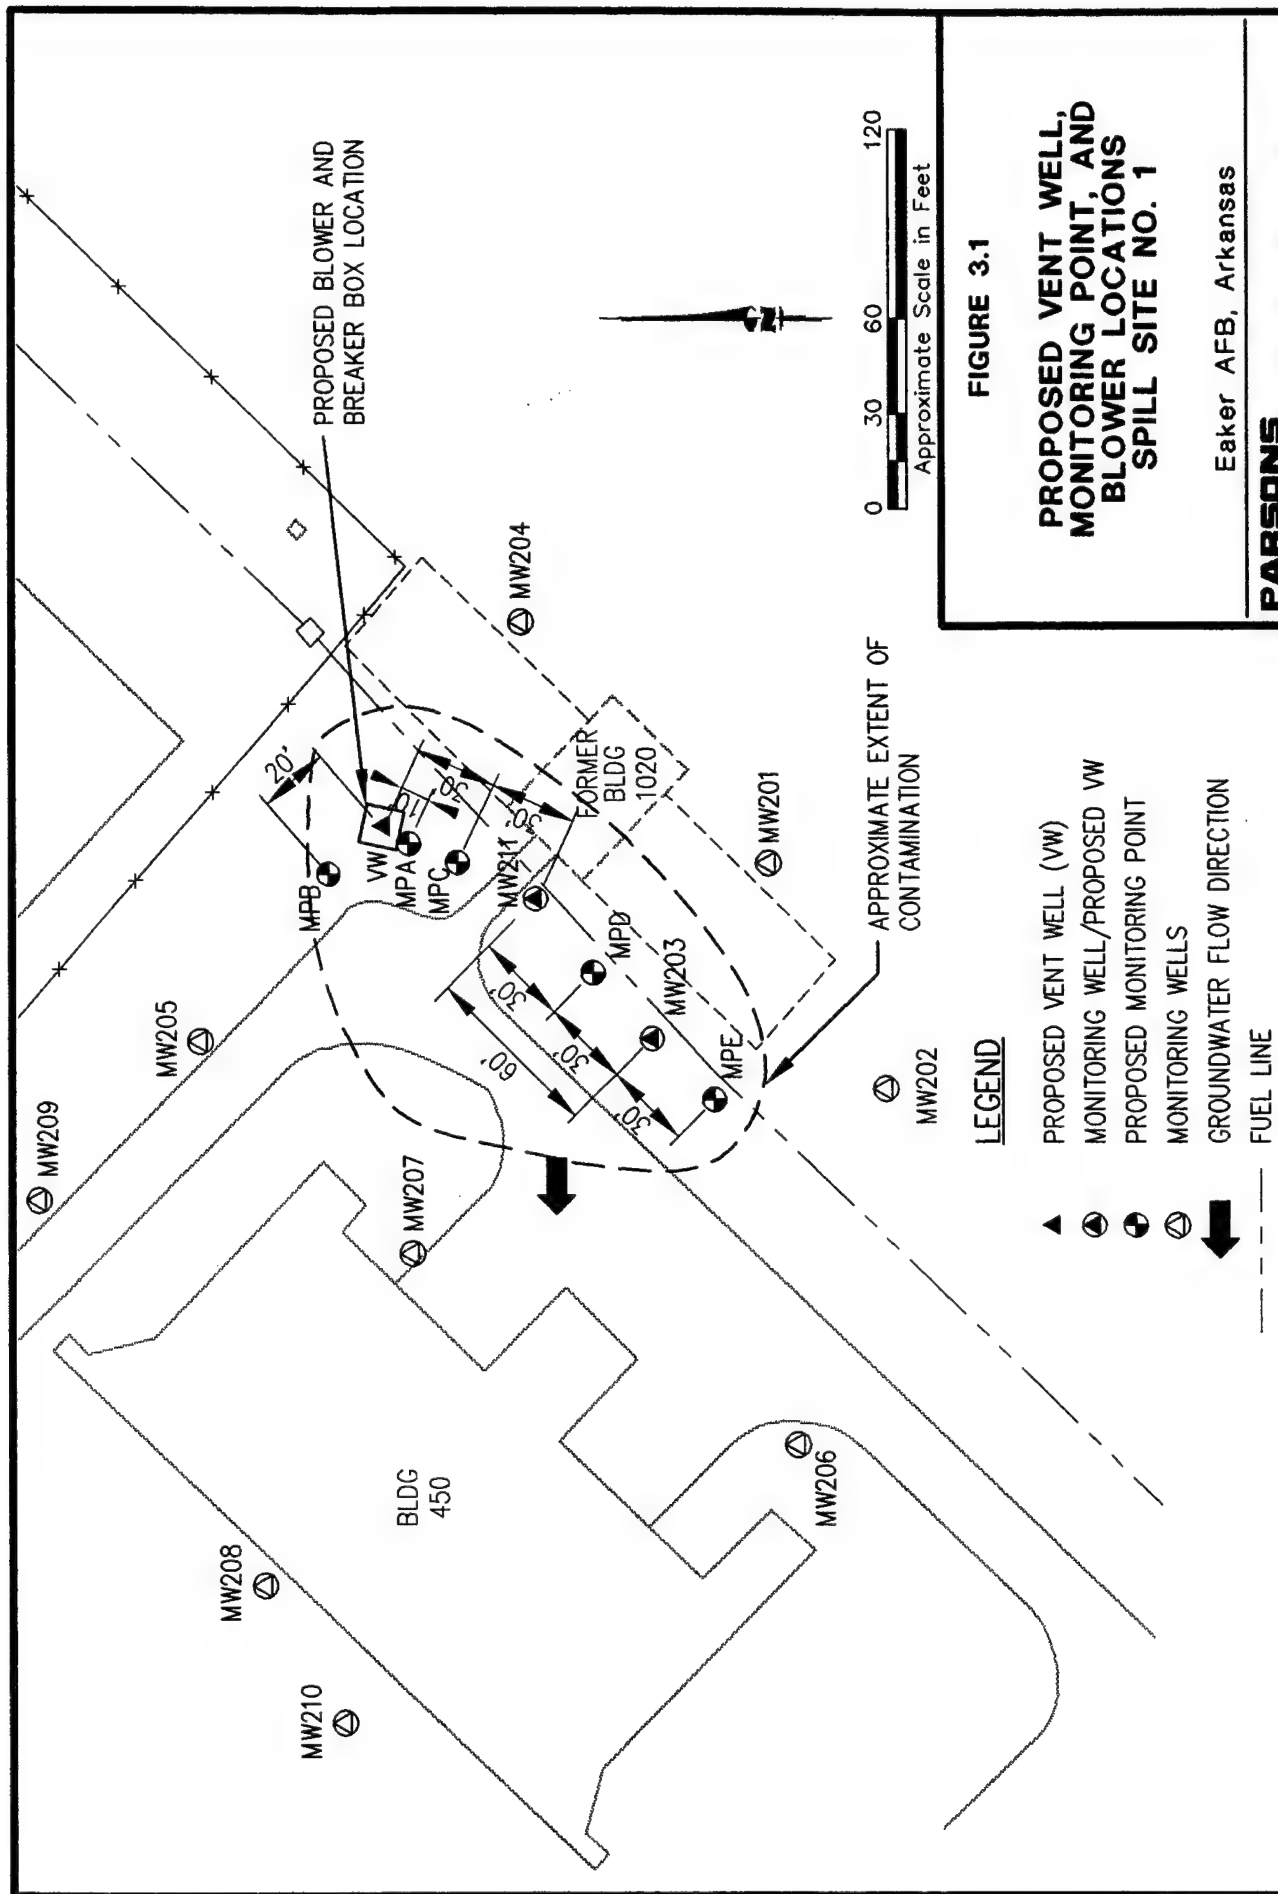 MW209
MW205
MW208
MW210
MW207
BLDG
450
MW206
MW202
MW201
MW204
MW203
MW211
MPA
MPB
MPC
MPD
MPE
VW
20'
10'
20'
30'
30'
30'
30'
60'
FORMER
BLDG
1020
PROPOSED BLOWER AND
BREAKER BOX LOCATION
APPROXIMATE EXTENT OF
CONTAMINATION
N
LEGEND
PROPOSED VENT WELL (VW)
MONITORING WELL/PROPOSED VW
PROPOSED MONITORING POINT
MONITORING WELLS
GROUNDWATER FLOW DIRECTION
FUEL LINE
0 30 60 120
Approximate Scale in Feet
FIGURE 3.1
PROPOSED VENT WELL,
MONITORING POINT, AND
BLOWER LOCATIONS
SPILL SITE NO. 1
Eaker AFB, Arkansas
PARSONS